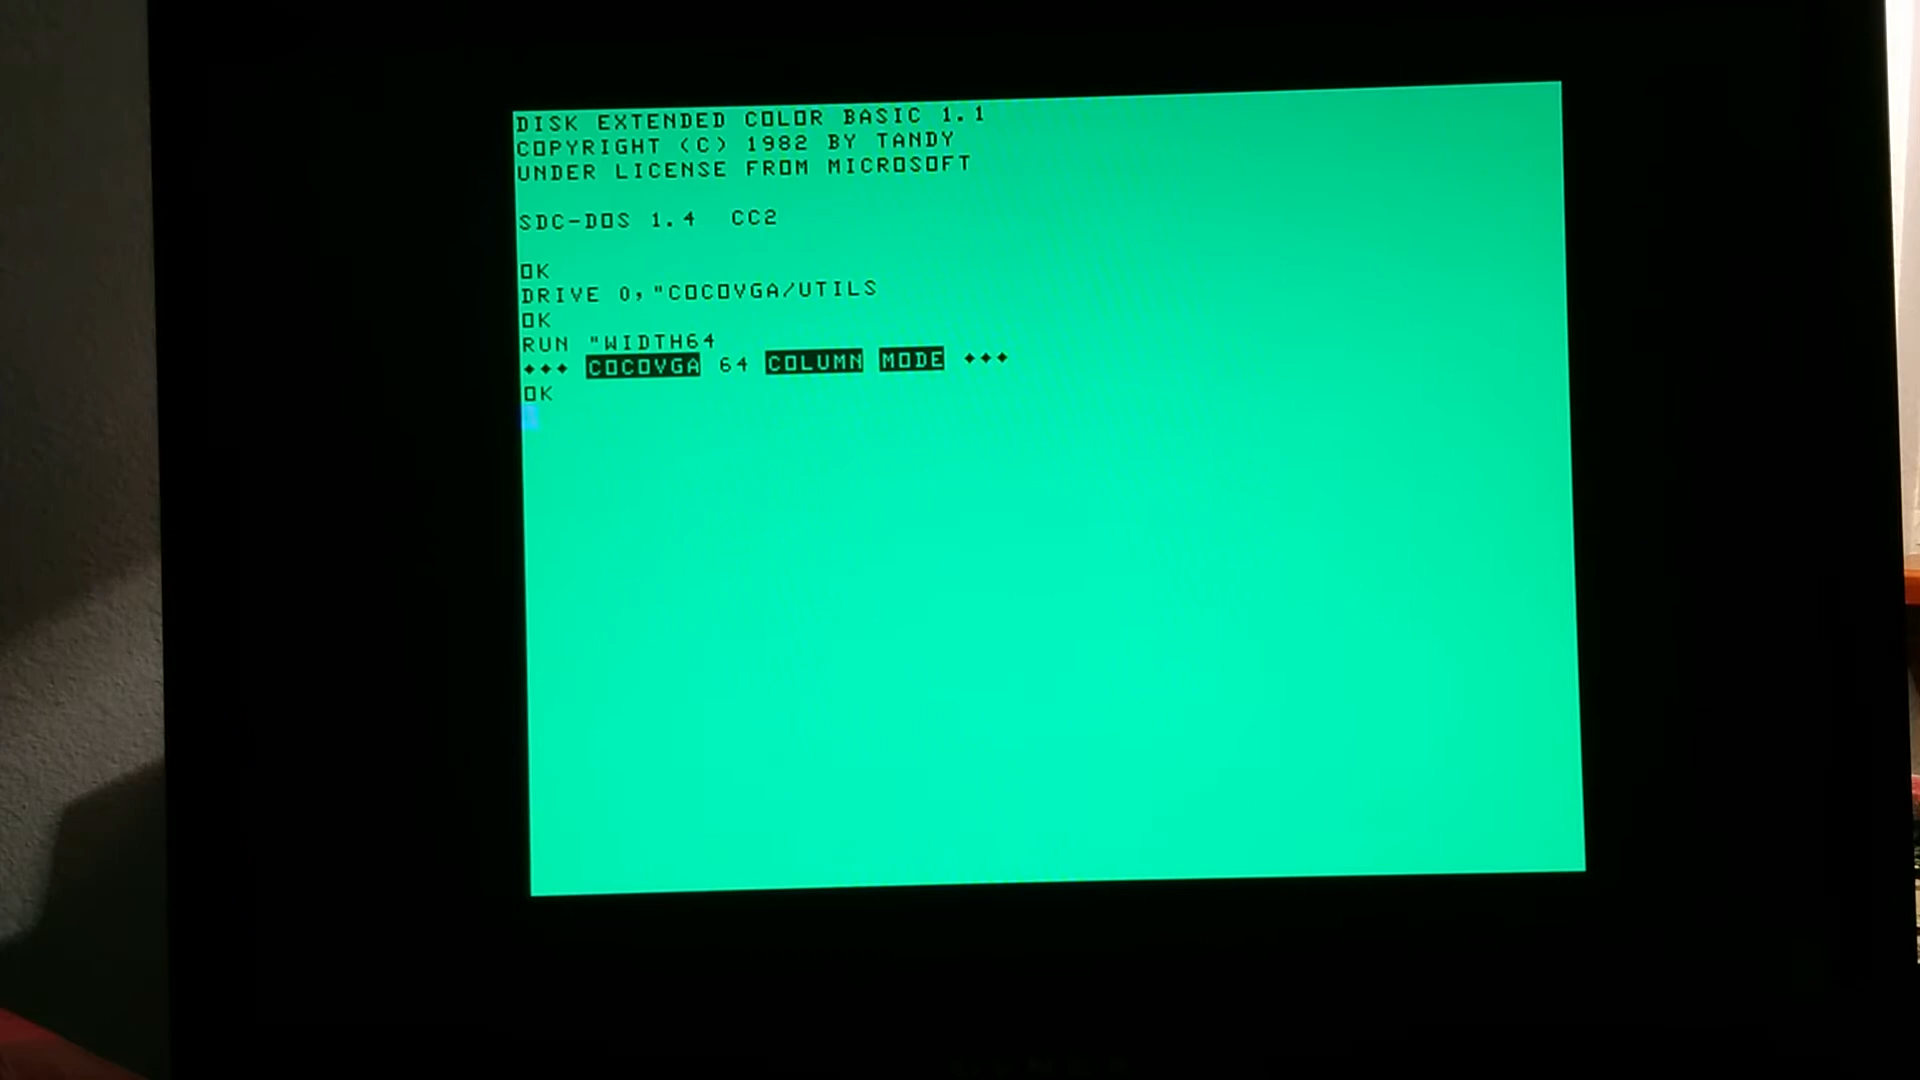 DISK EXTENDED COLOR BASIC 1.1
COPYRIGHT (C) 1982 BY TANDY
UNDER LICENSE FROM MICROSOFT
SDC-DOS 1.4  CC2
OK
DRIVE 0,"COCOVGA/UTILS
OK
RUN "WIDTH64
*** COCOVGA 64 COLUMN MODE ***
OK